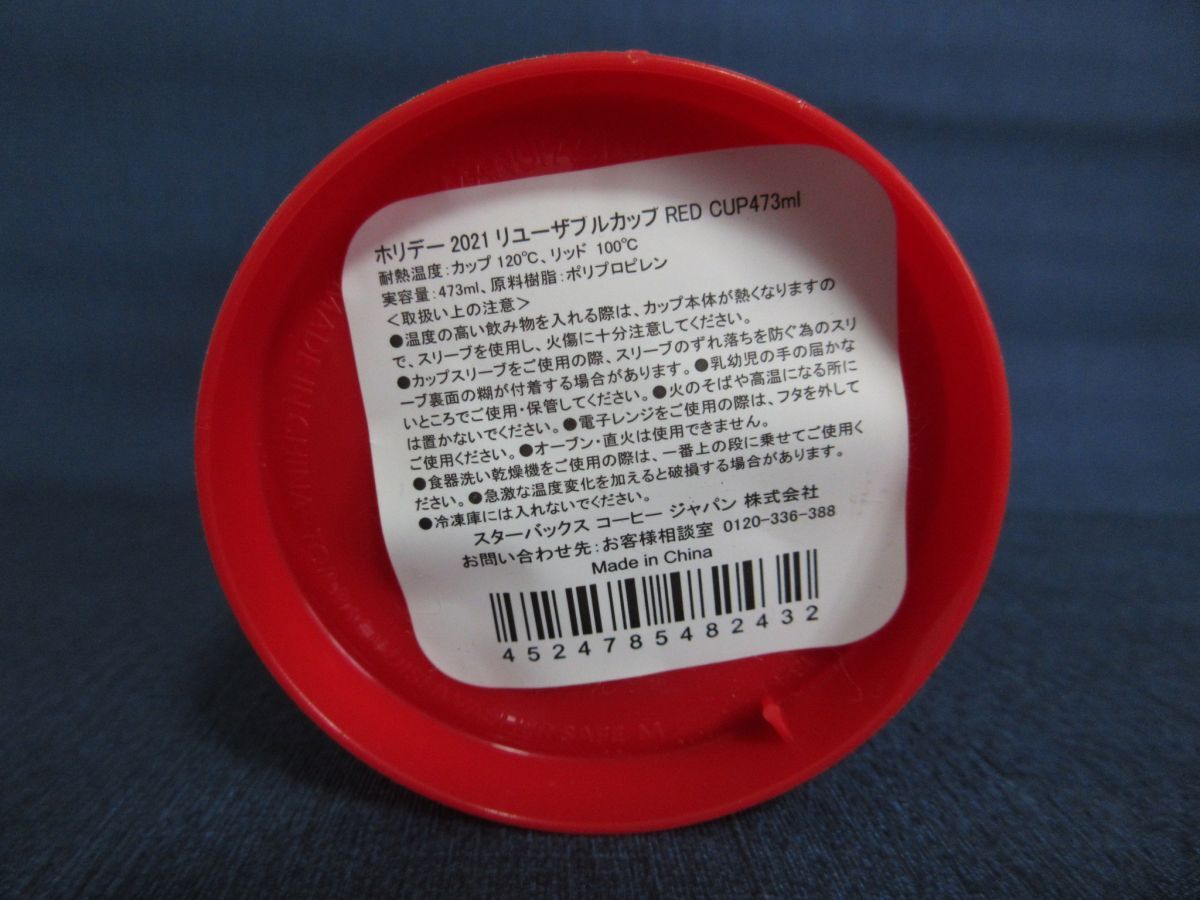 ホリデー 2021 リユーザブルカップ RED CUP473ml
耐熱温度：カップ 120℃、リッド 100℃
実容量：473ml、原料樹脂：ポリプロピレン
＜取扱い上の注意＞
●温度の高い飲み物を入れる際は、カップ本体が熱くなりますの
で、スリーブを使用し、火傷に十分注意してください。
●カップスリーブをご使用の際、スリーブのずれ落ちを防ぐ為のスリ
ーブ裏面の糊が付着する場合があります。●乳幼児の手の届かな
いところでご使用・保管してください。●火のそばや高温になる所に
は置かないでください。●電子レンジをご使用の際は、フタを外して
ご使用ください。●オーブン・直火は使用できません。
●食器洗い乾燥機をご使用の際は、一番上の段に乗せてご使用く
ださい。●急激な温度変化を加えると破損する場合があります。
●冷凍庫には入れないでください。
スターバックス コーヒー ジャパン 株式会社
お問い合わせ先：お客様相談室 0120-336-388
Made in China
4524785482432